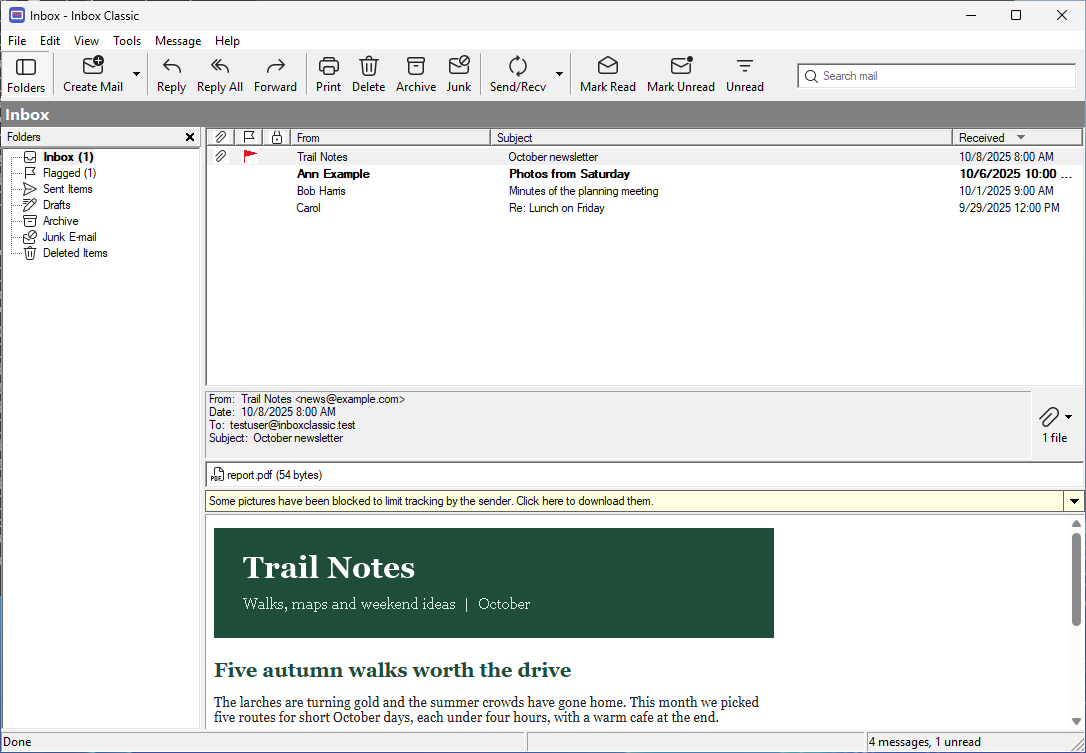 Inbox - Inbox Classic
File Edit View Tools Message Help
Folders Create Mail Reply Reply All Forward Print Delete Archive Junk Send/Recv Mark Read Mark Unread Unread Search mail
Inbox
Folders
Inbox (1)
Flagged (1)
Sent Items
Drafts
Archive
Junk E-mail
Deleted Items
From Subject Received
Trail Notes October newsletter 10/8/2025 8:00 AM
Ann Example Photos from Saturday 10/6/2025 10:00 ...
Bob Harris Minutes of the planning meeting 10/1/2025 9:00 AM
Carol Re: Lunch on Friday 9/29/2025 12:00 PM
From: Trail Notes <news@example.com>
Date: 10/8/2025 8:00 AM
To: testuser@inboxclassic.test
Subject: October newsletter
1 file
PDF report.pdf (54 bytes)
Some pictures have been blocked to limit tracking by the sender. Click here to download them.
Trail Notes
Walks, maps and weekend ideas | October
Five autumn walks worth the drive
The larches are turning gold and the summer crowds have gone home. This month we picked
five routes for short October days, each under four hours, with a warm cafe at the end.
Done
4 messages, 1 unread